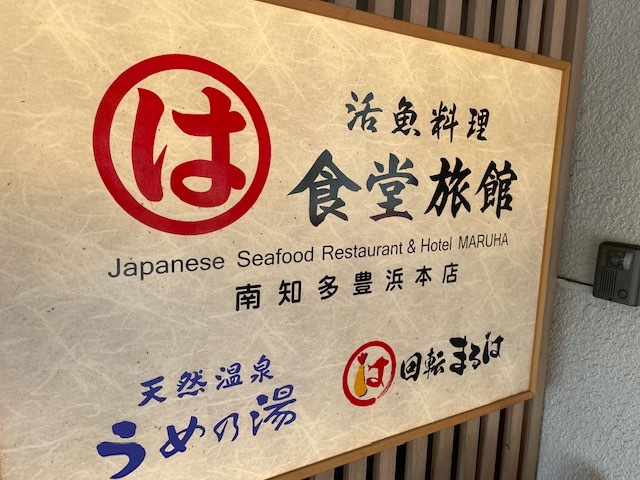 は
活魚料理
食堂旅館
Japanese Seafood Restaurant & Hotel MARUHA
南知多豊浜本店
天然温泉
うめの湯
は
回転まるは